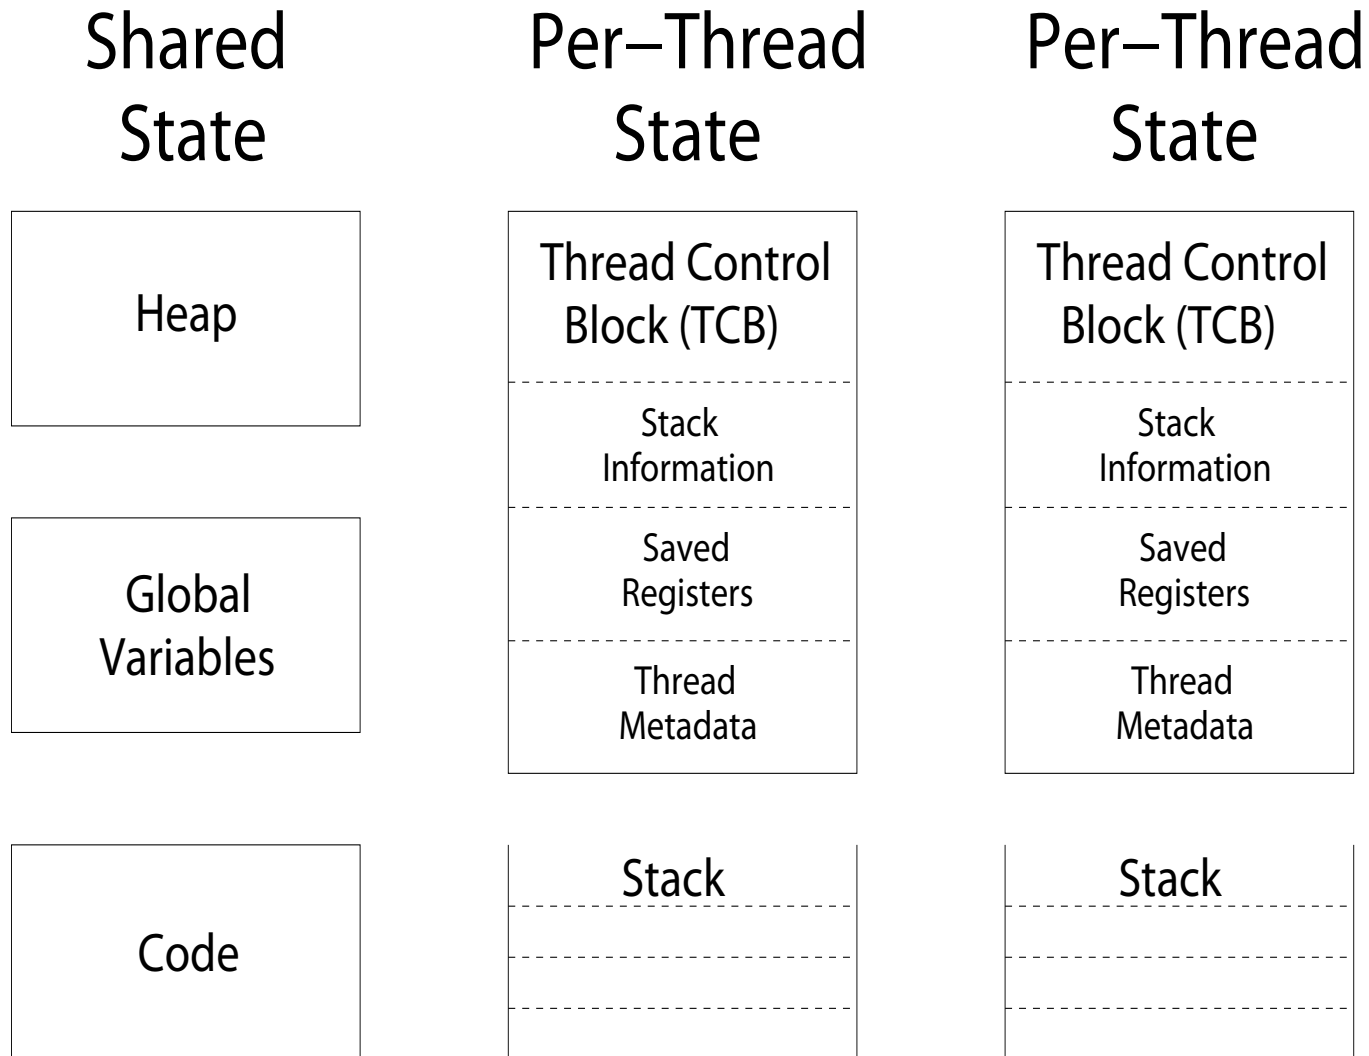 Shared
State
Heap
Global
Variables
Code
Per−Thread
State
Thread Control
Block (TCB)
Stack
Information
Saved
Registers
Thread
Metadata
Stack
Per−Thread
State
Thread Control
Block (TCB)
Stack
Information
Saved
Registers
Thread
Metadata
Stack